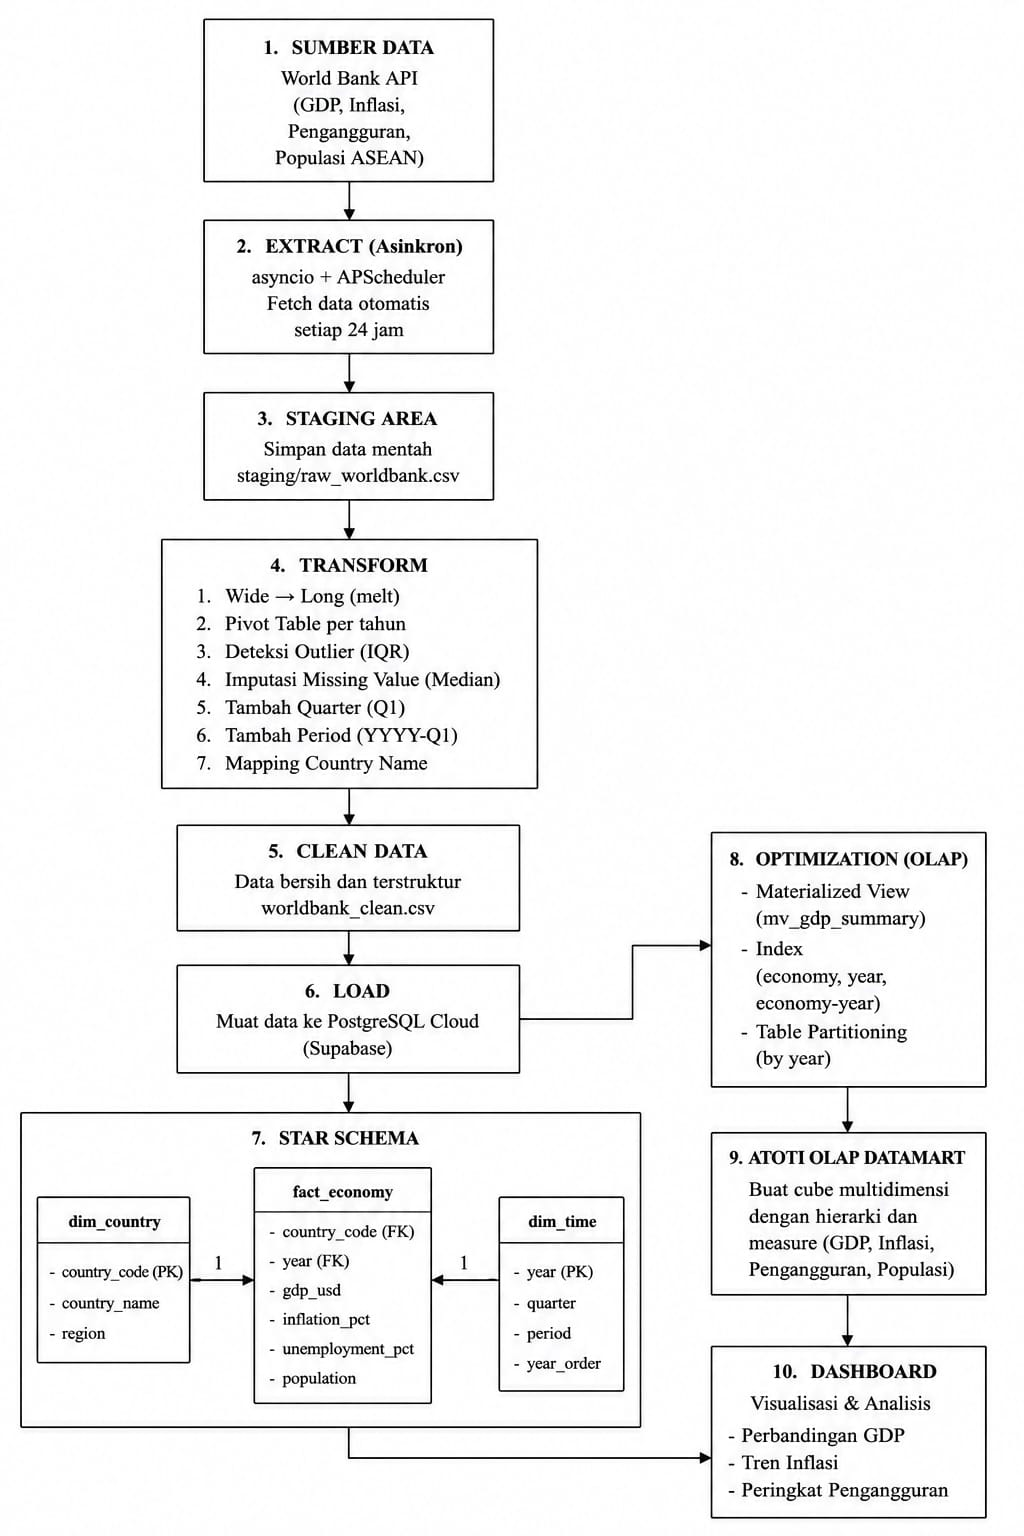 1. SUMBER DATA
World Bank API
(GDP, Inflasi,
Pengangguran,
Populasi ASEAN)
2. EXTRACT (Asinkron)
asyncio + APScheduler
Fetch data otomatis
setiap 24 jam
3. STAGING AREA
Simpan data mentah
staging/raw_worldbank.csv
4. TRANSFORM
1. Wide → Long (melt)
2. Pivot Table per tahun
3. Deteksi Outlier (IQR)
4. Imputasi Missing Value (Median)
5. Tambah Quarter (Q1)
6. Tambah Period (YYYY-Q1)
7. Mapping Country Name
5. CLEAN DATA
Data bersih dan terstruktur
worldbank_clean.csv
6. LOAD
Muat data ke PostgreSQL Cloud
(Supabase)
7. STAR SCHEMA
dim_country
- country_code (PK)
- country_name
- region
1
fact_economy
- country_code (FK)
- year (FK)
- gdp_usd
- inflation_pct
- unemployment_pct
- population
1
dim_time
- year (PK)
- quarter
- period
- year_order
8. OPTIMIZATION (OLAP)
- Materialized View
(mv_gdp_summary)
- Index
(economy, year,
economy-year)
- Table Partitioning
(by year)
9. ATOTI OLAP DATAMART
Buat cube multidimensi
dengan hierarki dan
measure (GDP, Inflasi,
Pengangguran, Populasi)
10. DASHBOARD
Visualisasi & Analisis
- Perbandingan GDP
- Tren Inflasi
- Peringkat Pengangguran